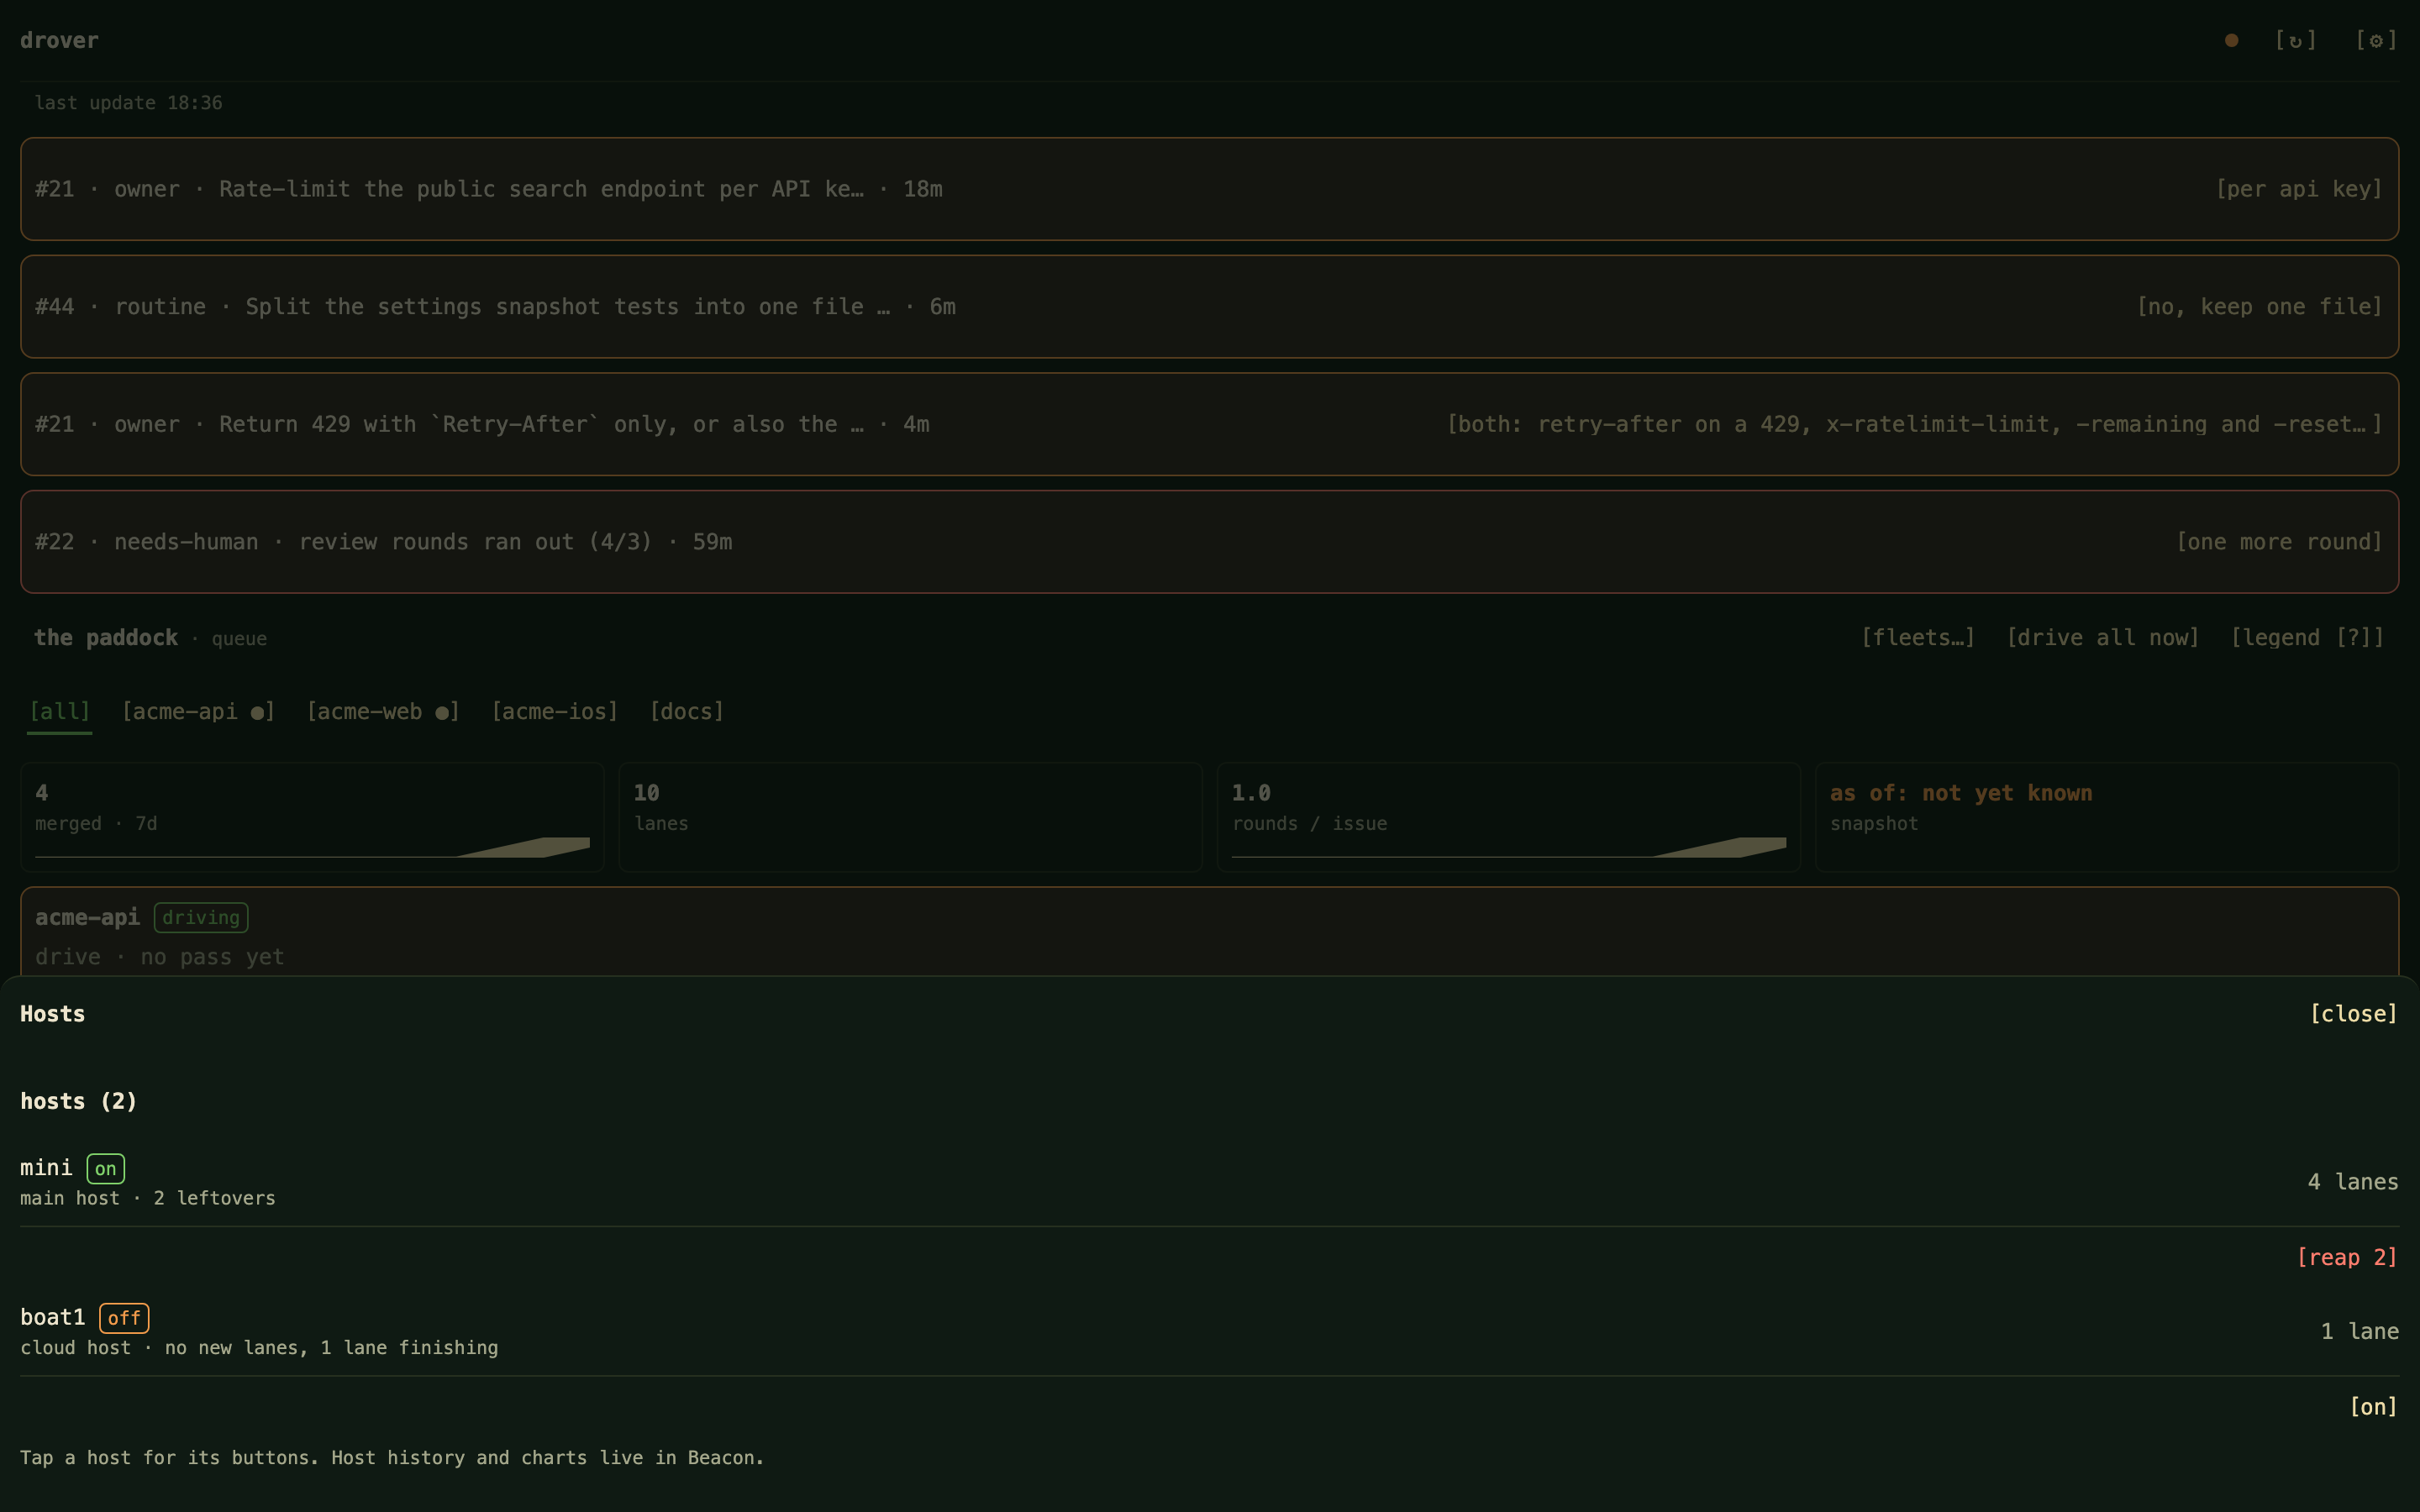 drover [↻] [⚙]
last update 18:36
#21 · owner · Rate-limit the public search endpoint per API ke… · 18m [per api key]
#44 · routine · Split the settings snapshot tests into one file … · 6m [no, keep one file]
#21 · owner · Return 429 with `Retry-After` only, or also the … · 4m [both: retry-after on a 429, x-ratelimit-limit, -remaining and -reset…]
#22 · needs-human · review rounds ran out (4/3) · 59m [one more round]
the paddock · queue [fleets…] [drive all now] [legend [?]]
[all] [acme-api ●] [acme-web ●] [acme-ios] [docs]
4
merged · 7d
10
lanes
1.0
rounds / issue
as of: not yet known
snapshot
acme-api driving
drive · no pass yet
Hosts [close]
hosts (2)
mini on
main host · 2 leftovers
4 lanes
[reap 2]
boat1 off
cloud host · no new lanes, 1 lane finishing
1 lane
[on]
Tap a host for its buttons. Host history and charts live in Beacon.